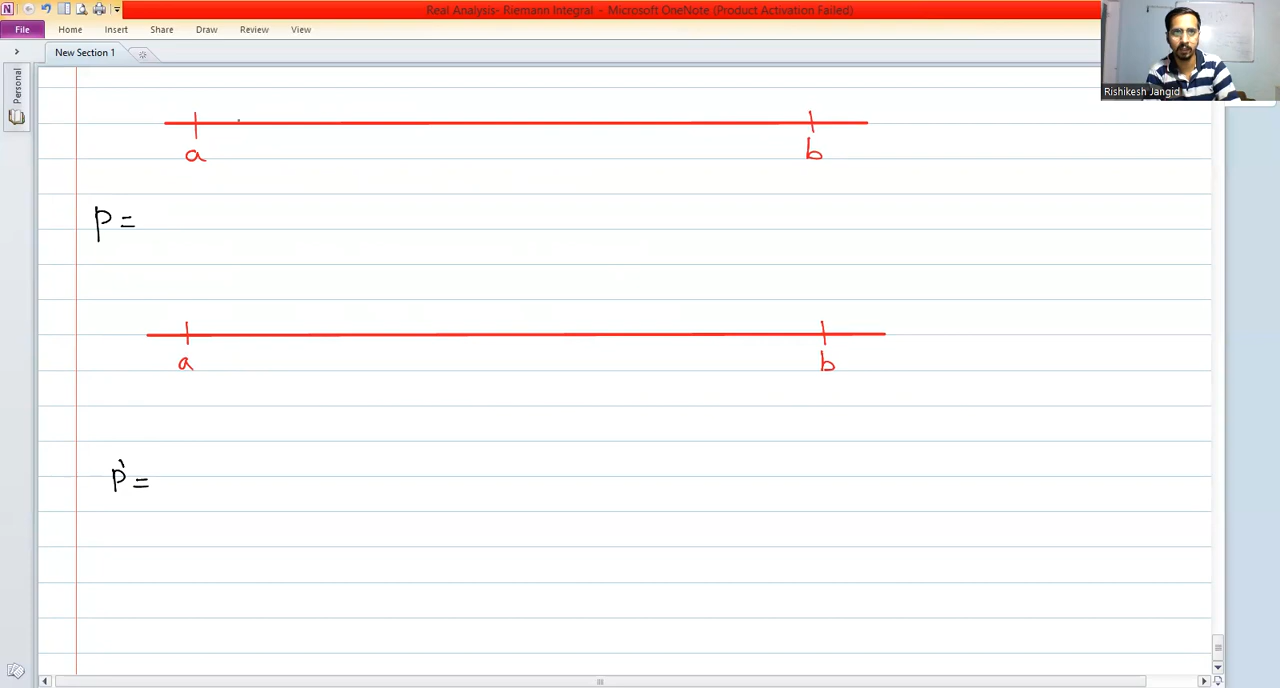 Real Analysis- Riemann Integral - Microsoft OneNote (Product Activation Failed)
File Home Insert Share Draw Review View
New Section 1
Personal
Rishikesh Jangid
a b
P =
a b
P' =